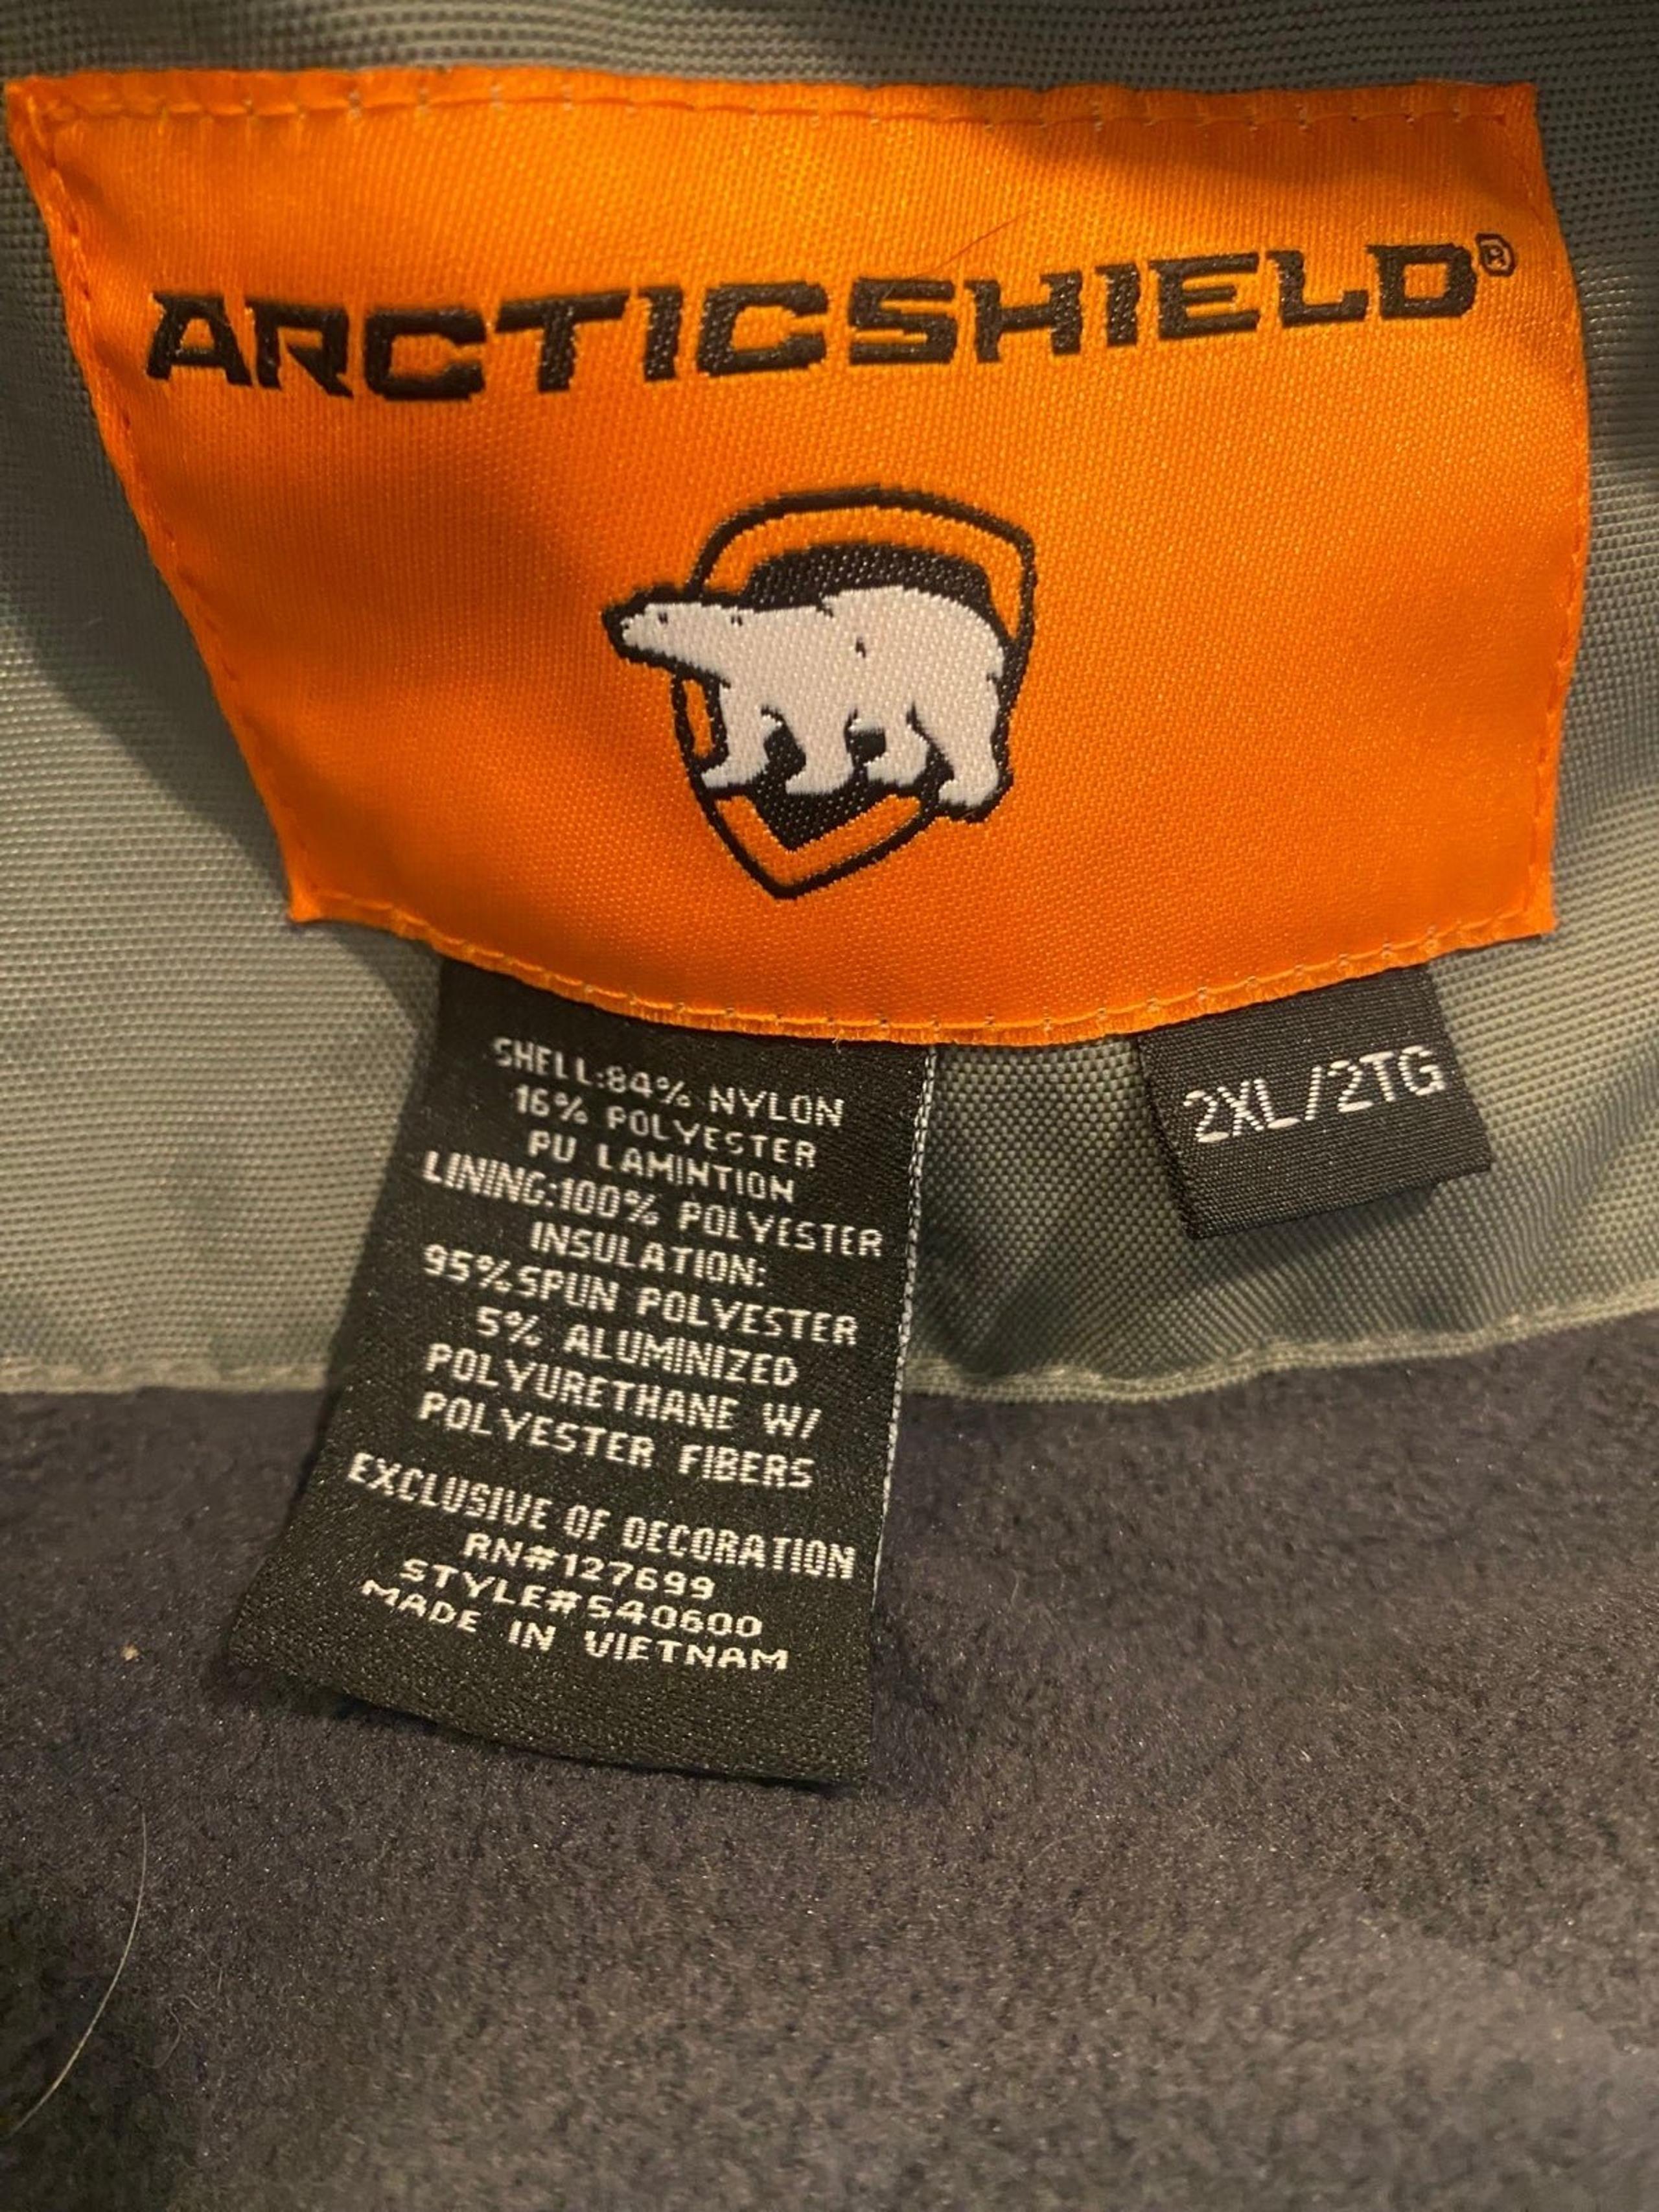 ARCTICSHIELD®
SHELL:84% NYLON
16% POLYESTER
PU LAMINTION
LINING:100% POLYESTER
INSULATION:
95%SPUN POLYESTER
5% ALUMINIZED
POLYURETHANE W/
POLYESTER FIBERS
EXCLUSIVE OF DECORATION
RN#127699
STYLE#540600
MADE IN VIETNAM
2XL/2TG